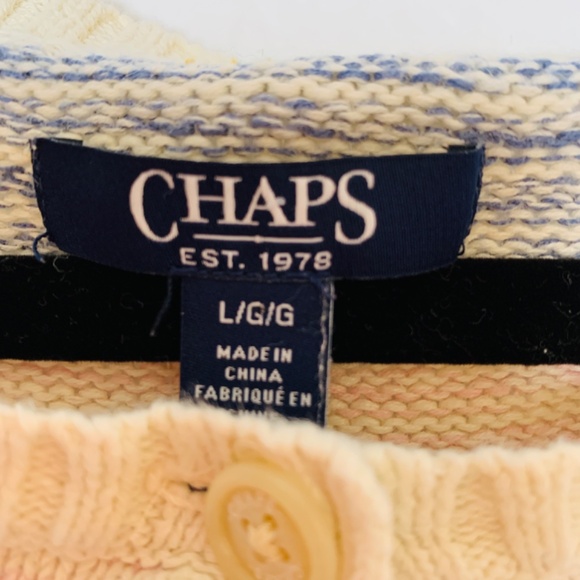 CHAPS
EST. 1978
L/G/G
MADE IN
CHINA
FABRIQUÉ EN